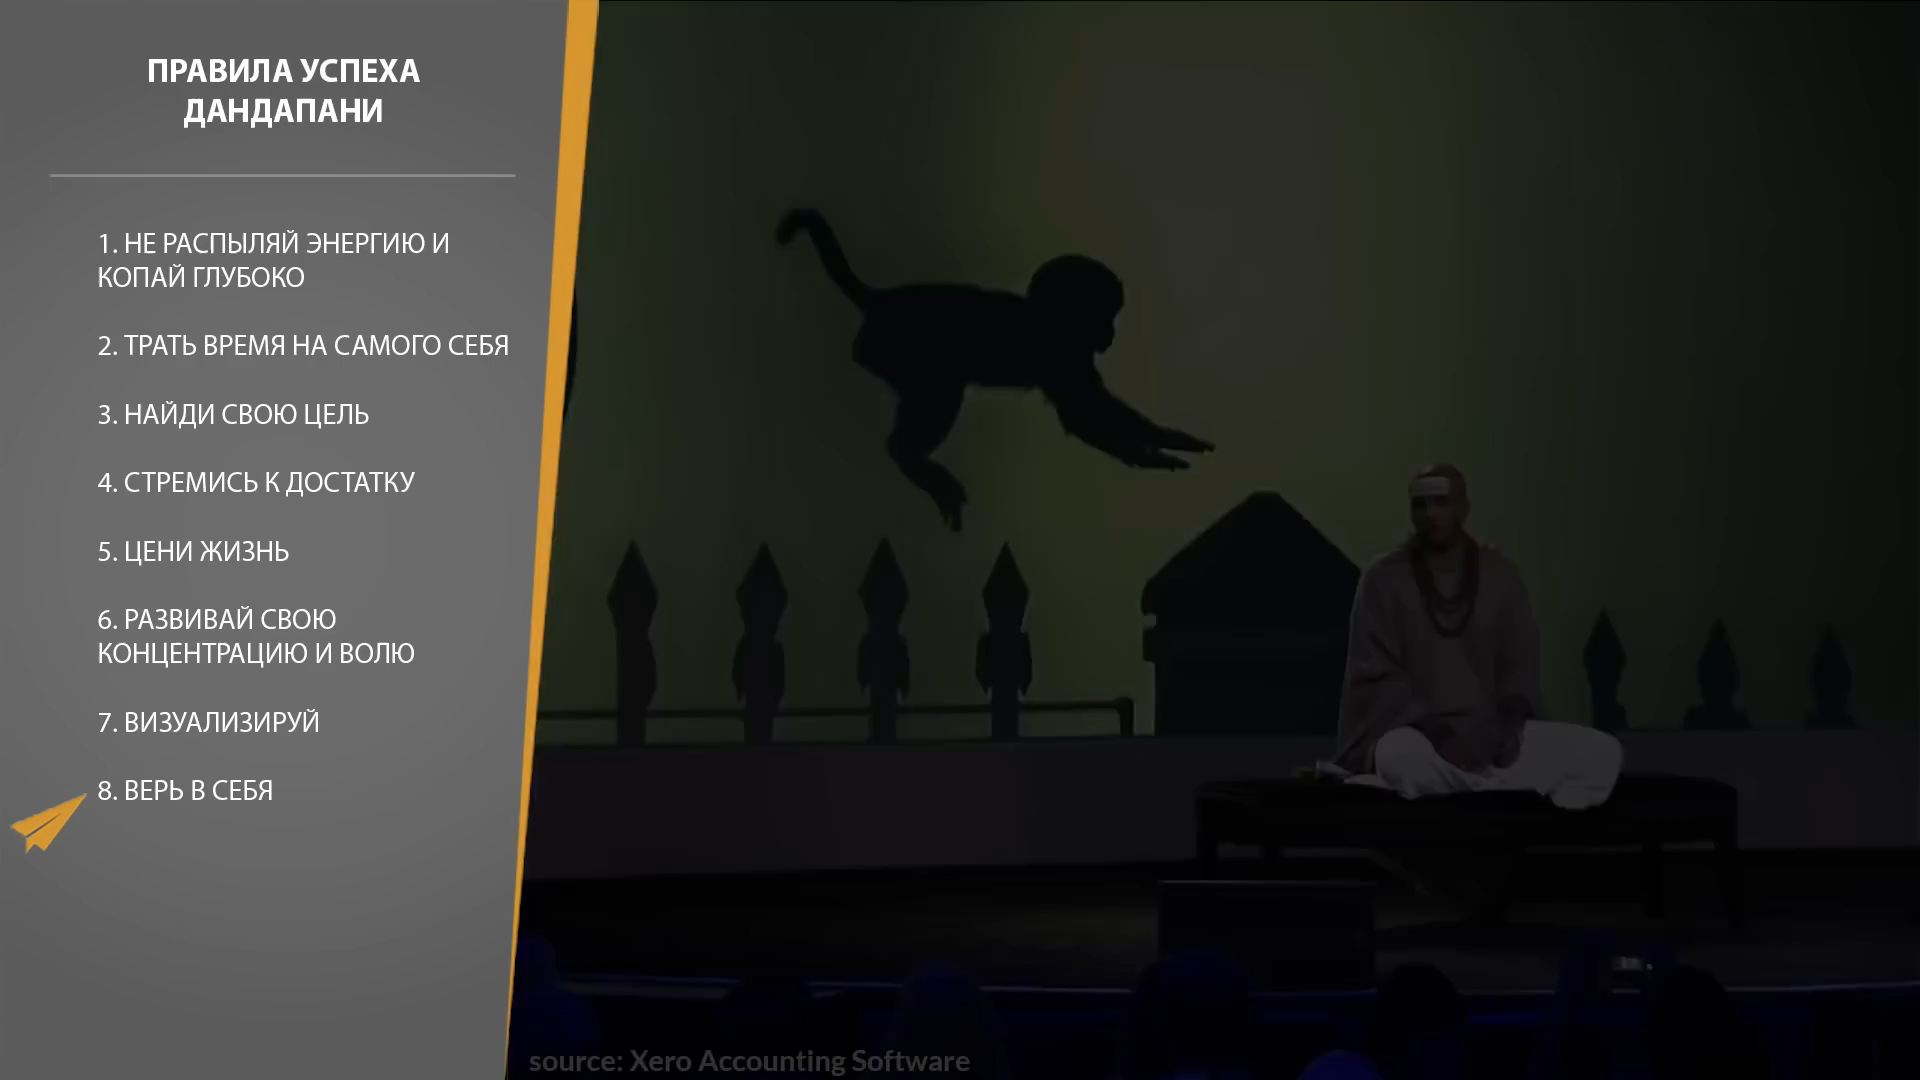 ПРАВИЛА УСПЕХА
ДАНДАПАНИ
1. НЕ РАСПЫЛЯЙ ЭНЕРГИЮ И
КОПАЙ ГЛУБОКО
2. ТРАТЬ ВРЕМЯ НА САМОГО СЕБЯ
3. НАЙДИ СВОЮ ЦЕЛЬ
4. СТРЕМИСЬ К ДОСТАТКУ
5. ЦЕНИ ЖИЗНЬ
6. РАЗВИВАЙ СВОЮ
КОНЦЕНТРАЦИЮ И ВОЛЮ
7. ВИЗУАЛИЗИРУЙ
8. ВЕРЬ В СЕБЯ
source: Xero Accounting Software